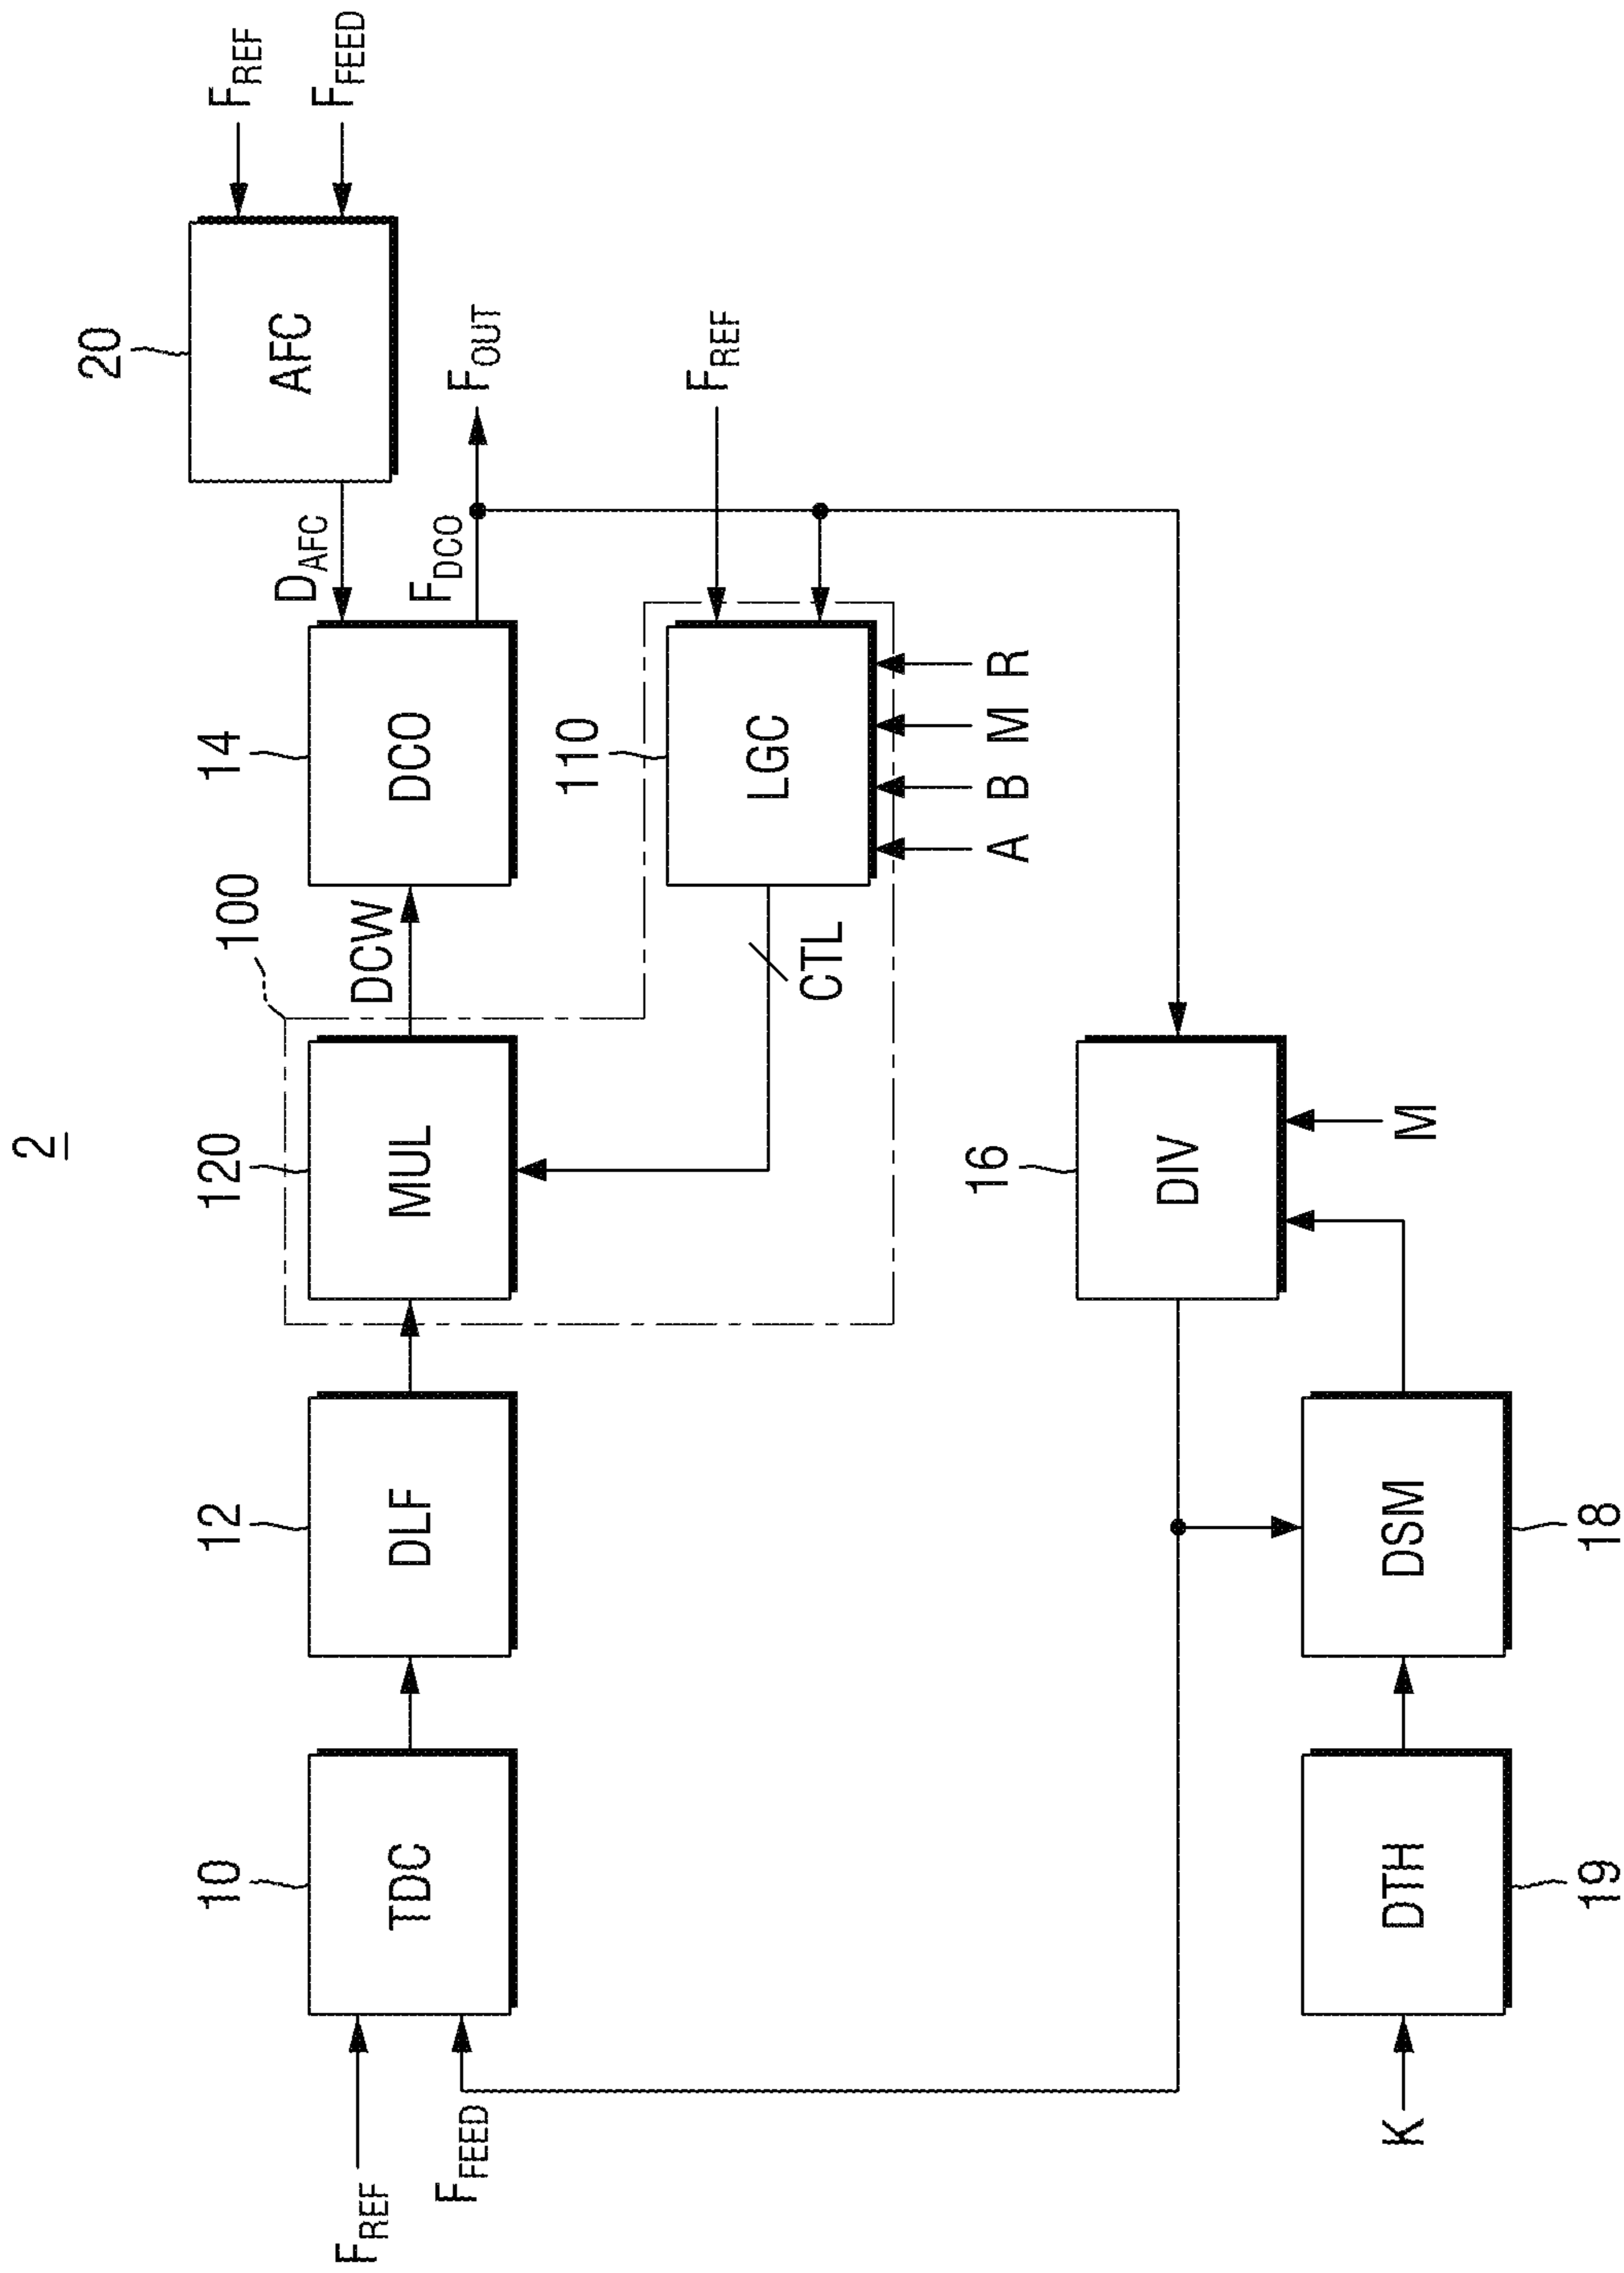 2
20
AFC
F_REF
F_FEED
D_AFC
10
TDC
12
DLF
120
MUL
100
DCW
14
DCO
F_DCO
F_OUT
F_REF
F_FEED
110
LGC
F_REF
CTL
A B M R
16
DIV
M
K
DTH
19
DSM
18